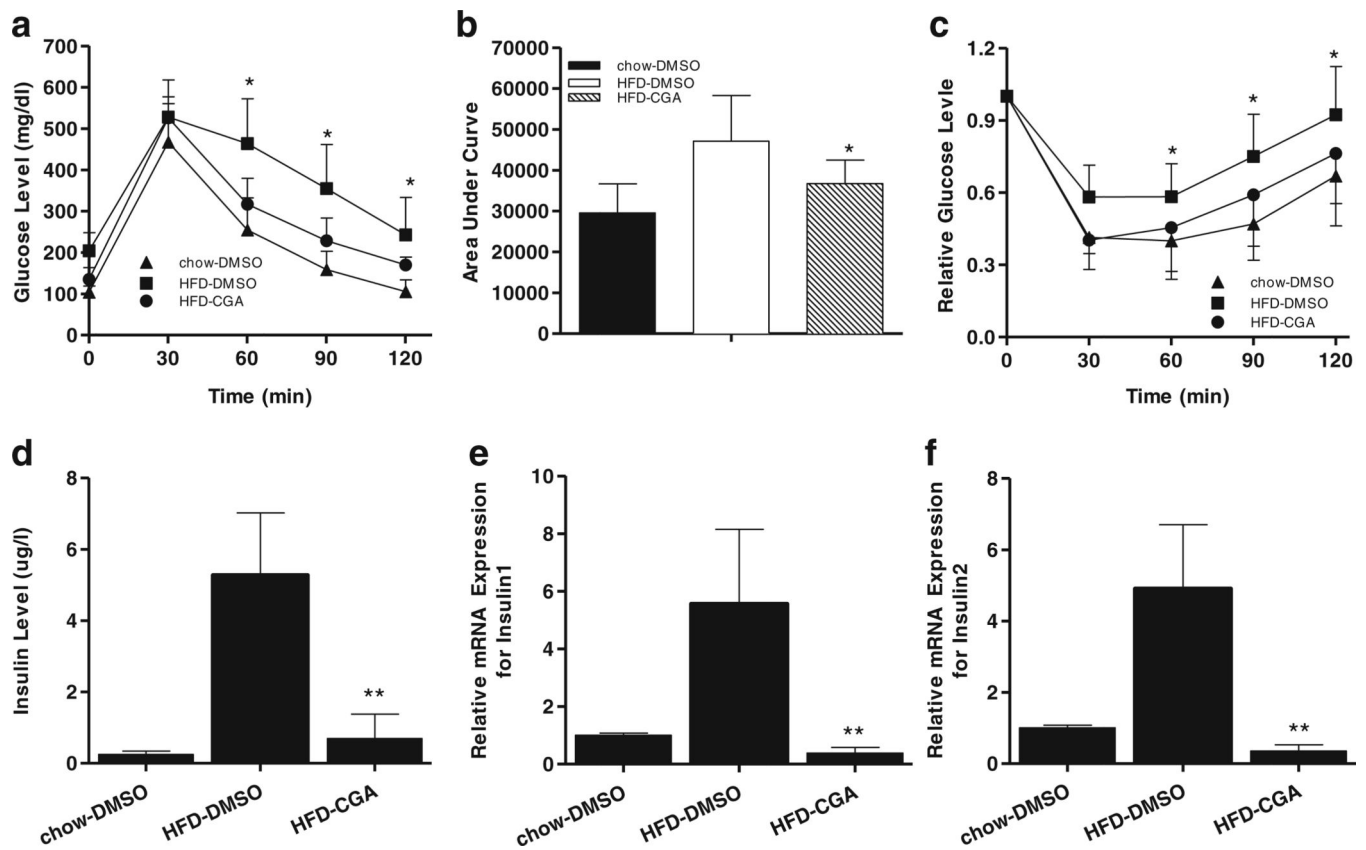 a
Glucose Level (mg/dl)
700
600
500
400
300
200
100
0
*
*
*
chow-DMSO
HFD-DMSO
HFD-CGA
0 30 60 90 120
Time (min)
b
Area Under Curve
70000
60000
50000
40000
30000
20000
10000
0
chow-DMSO
HFD-DMSO
HFD-CGA
*
c
Relative Glucose Levle
1.2
0.9
0.6
0.3
0.0
*
*
*
chow-DMSO
HFD-DMSO
HFD-CGA
0 30 60 90 120
Time (min)
d
Insulin Level (ug/l)
8
6
4
2
0
**
chow-DMSO
HFD-DMSO
HFD-CGA
e
Relative mRNA Expression
for Insulin1
10
8
6
4
2
0
**
chow-DMSO
HFD-DMSO
HFD-CGA
f
Relative mRNA Expression
for Insulin2
8
6
4
2
0
**
chow-DMSO
HFD-DMSO
HFD-CGA